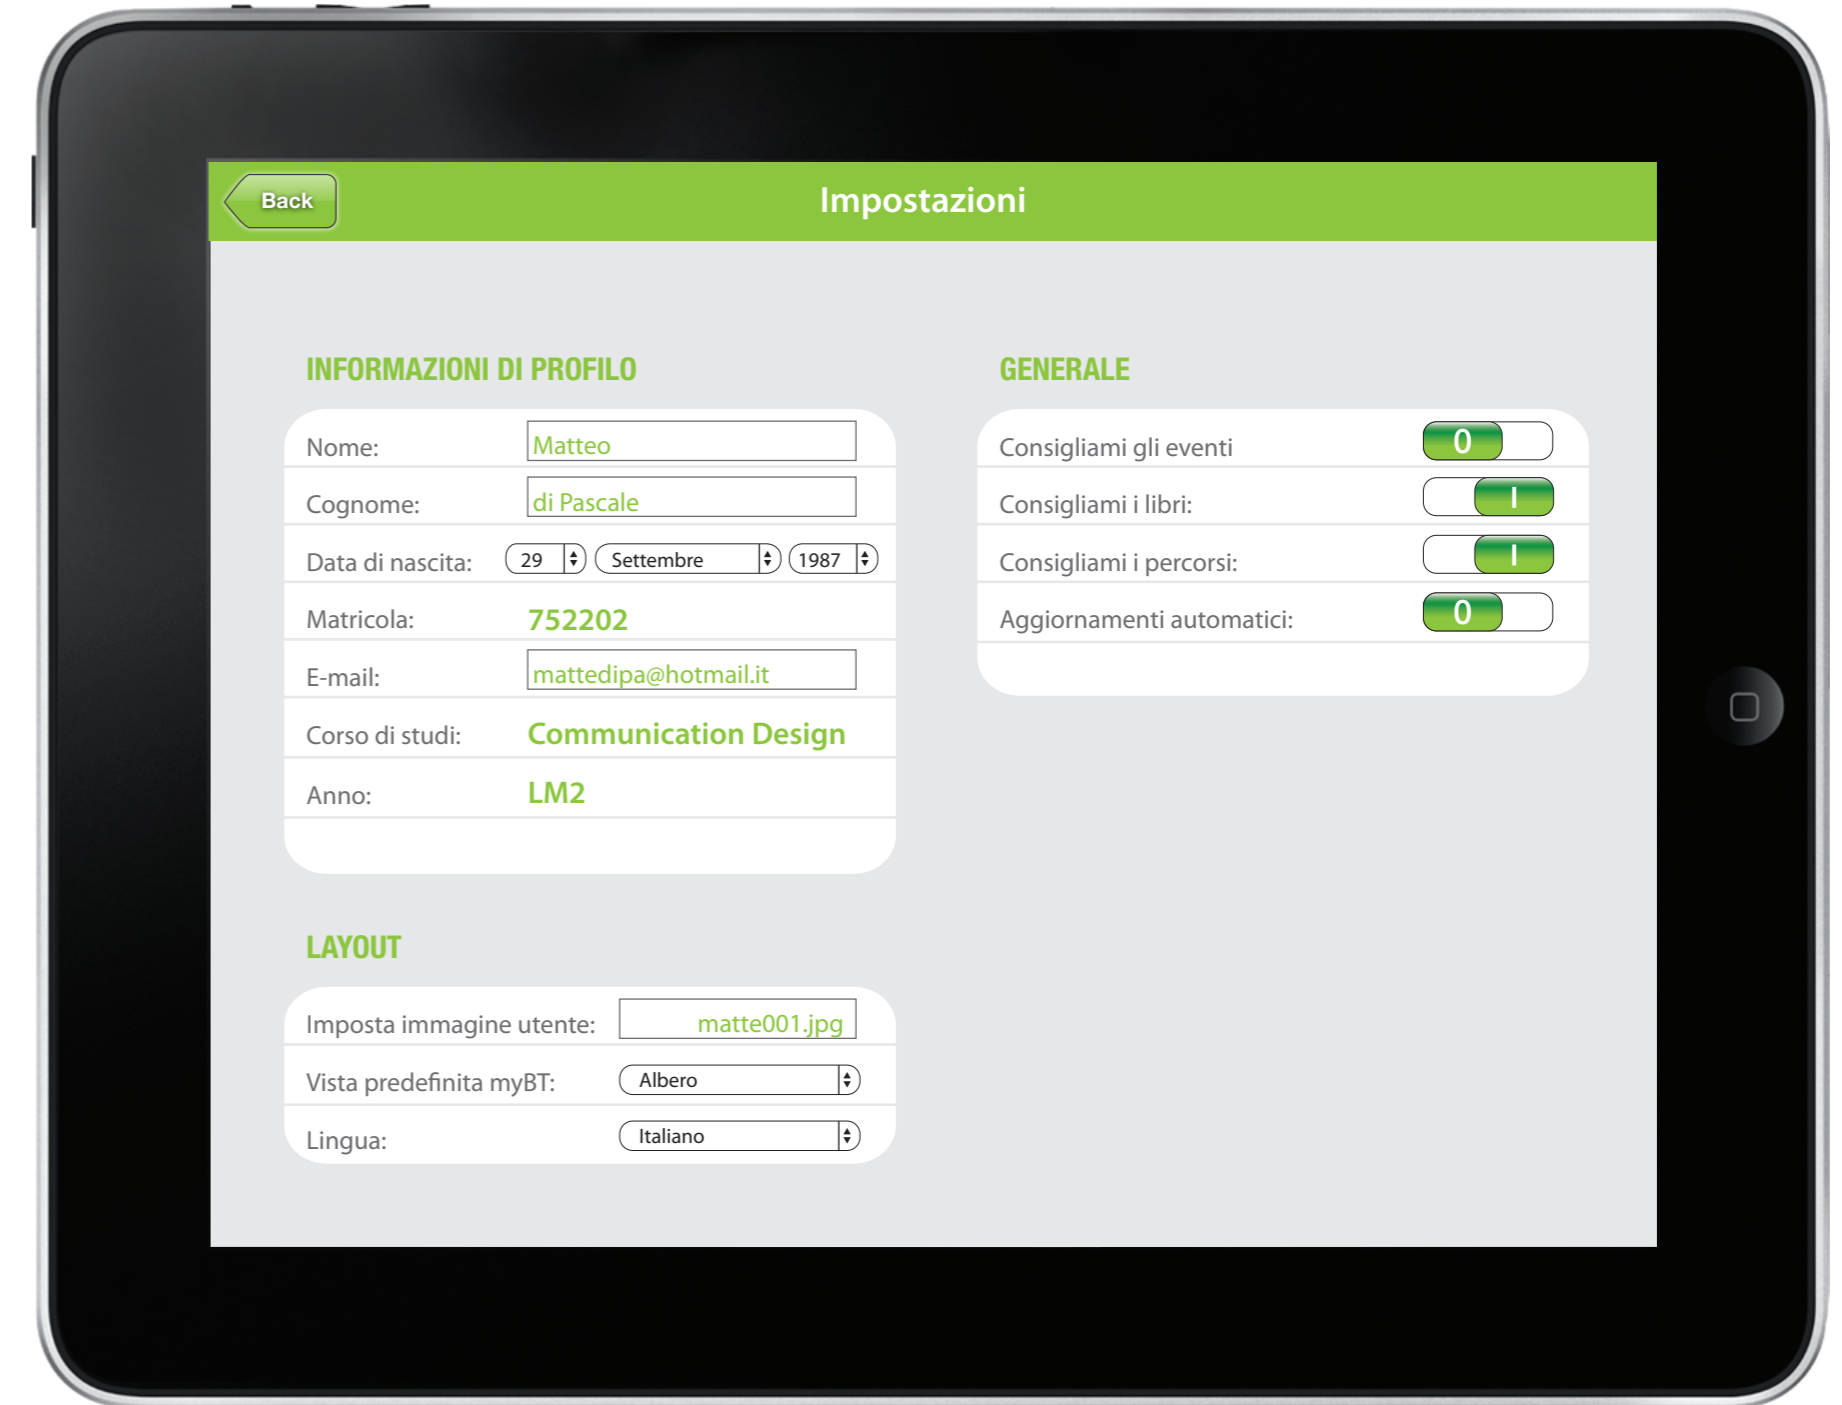 Back
Impostazioni
INFORMAZIONI DI PROFILO
Nome: Matteo
Cognome: di Pascale
Data di nascita: 29 Settembre 1987
Matricola: 752202
E-mail: mattedipa@hotmail.it
Corso di studi: Communication Design
Anno: LM2
LAYOUT
Imposta immagine utente: matte001.jpg
Vista predefinita myBT: Albero
Lingua: Italiano
GENERALE
Consigliami gli eventi 0
Consigliami i libri: I
Consigliami i percorsi: I
Aggiornamenti automatici: 0